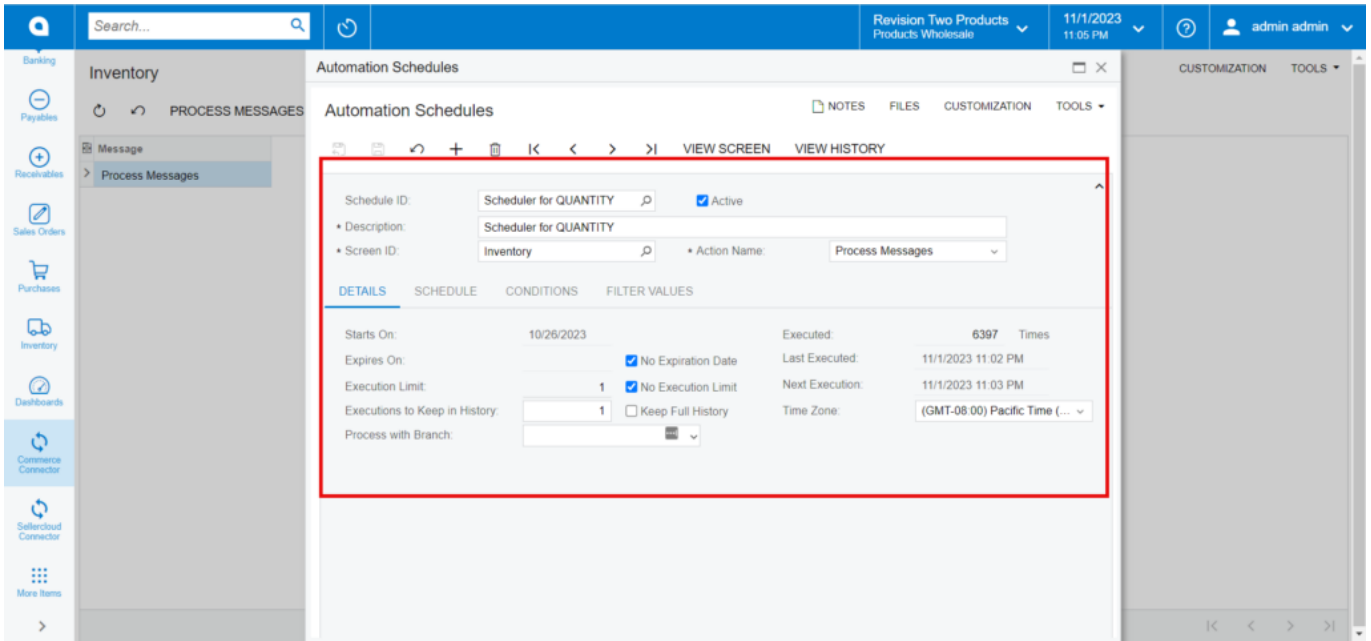 Search...
Revision Two Products
Products Wholesale
11/1/2023
11:05 PM
admin admin
Banking
Payables
Receivables
Sales Orders
Purchases
Inventory
Dashboards
Commerce
Connector
Sellercloud
Connector
More Items
Inventory
PROCESS MESSAGES
CUSTOMIZATION TOOLS
Message
Process Messages
Automation Schedules
Automation Schedules
NOTES FILES CUSTOMIZATION TOOLS
VIEW SCREEN VIEW HISTORY
Schedule ID: Scheduler for QUANTITY Active
* Description: Scheduler for QUANTITY
* Screen ID: Inventory * Action Name: Process Messages
DETAILS SCHEDULE CONDITIONS FILTER VALUES
Starts On: 10/26/2023 Executed: 6397 Times
Expires On: No Expiration Date Last Executed: 11/1/2023 11:02 PM
Execution Limit: 1 No Execution Limit Next Execution: 11/1/2023 11:03 PM
Executions to Keep in History: 1 Keep Full History Time Zone: (GMT-08:00) Pacific Time (...
Process with Branch: